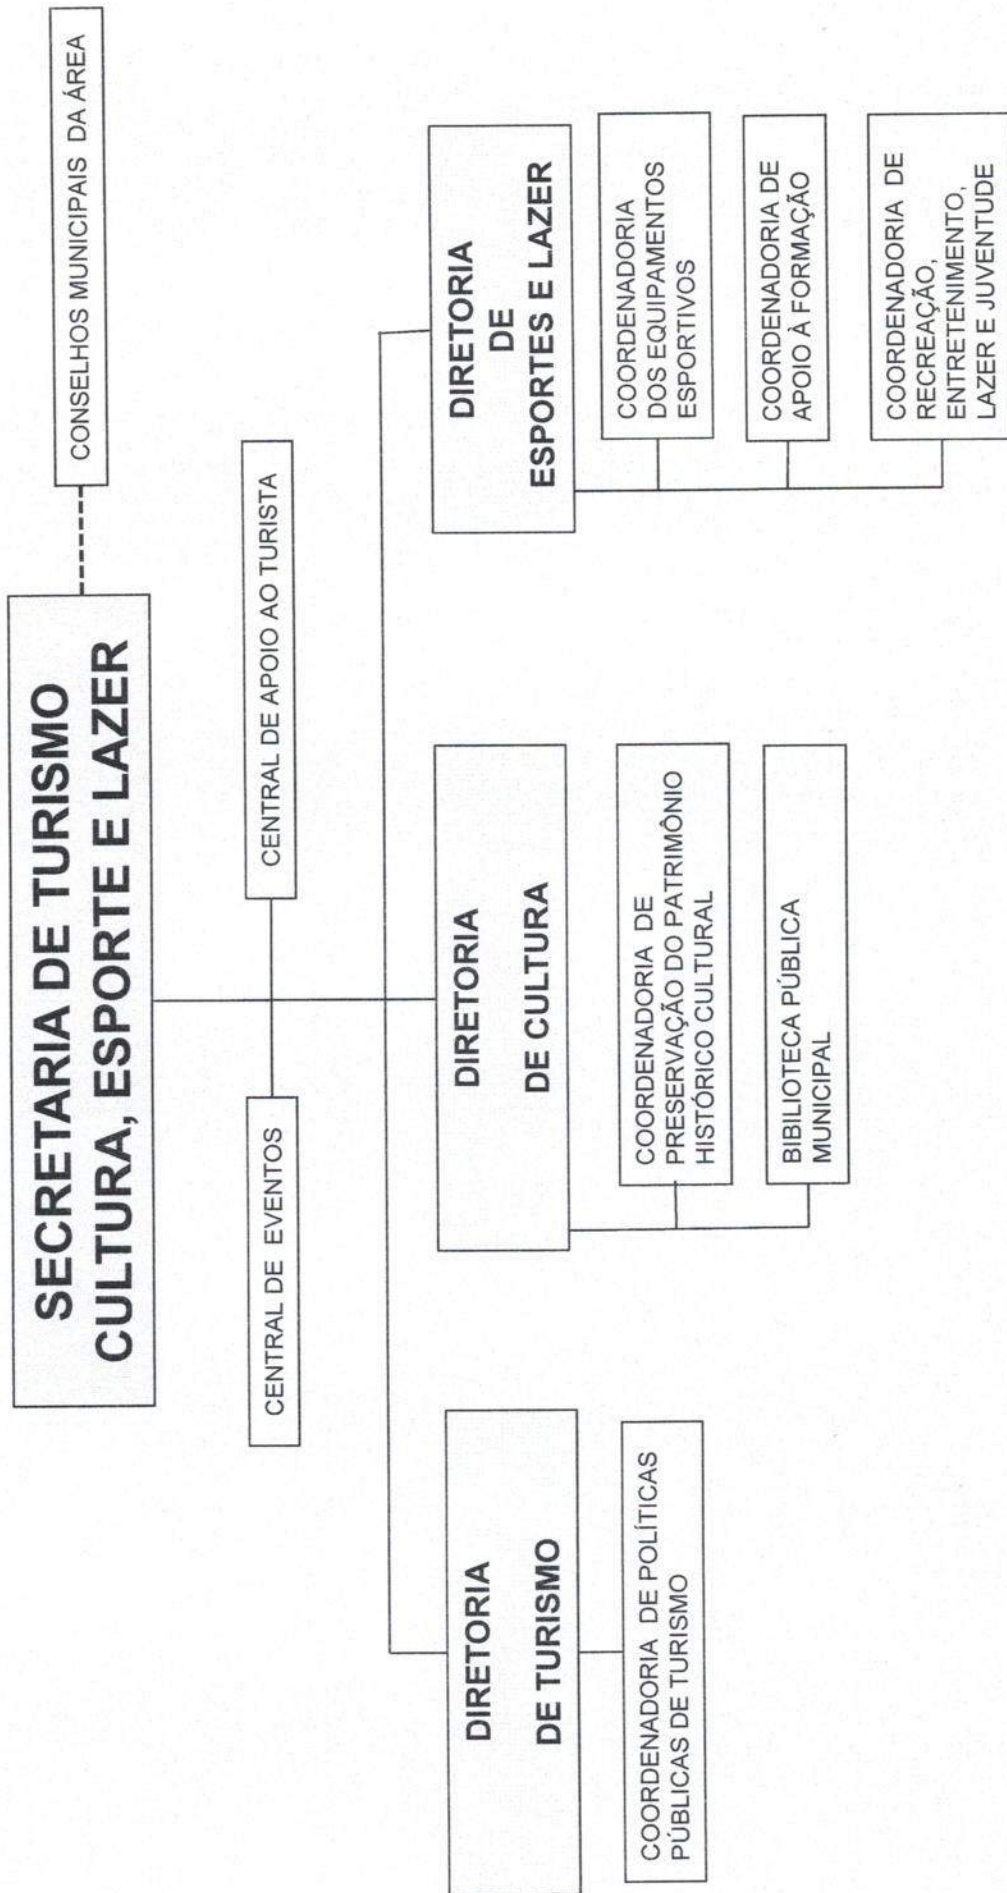 SECRETARIA DE TURISMO
CULTURA, ESPORTE E LAZER
CONSELHOS MUNICIPAIS DA ÁREA
CENTRAL DE EVENTOS
CENTRAL DE APOIO AO TURISTA
DIRETORIA
DE TURISMO
COORDENADORIA DE POLÍTICAS
PÚBLICAS DE TURISMO
DIRETORIA
DE CULTURA
COORDENADORIA DE
PRESERVAÇÃO DO PATRIMÔNIO
HISTÓRICO CULTURAL
BIBLIOTECA PÚBLICA
MUNICIPAL
DIRETORIA
DE
ESPORTES E LAZER
COORDENADORIA
DOS EQUIPAMENTOS
ESPORTIVOS
COORDENADORIA DE
APOIO À FORMAÇÃO
COORDENADORIA DE
RECREAÇÃO,
ENTRETENIMENTO,
LAZER E JUVENTUDE